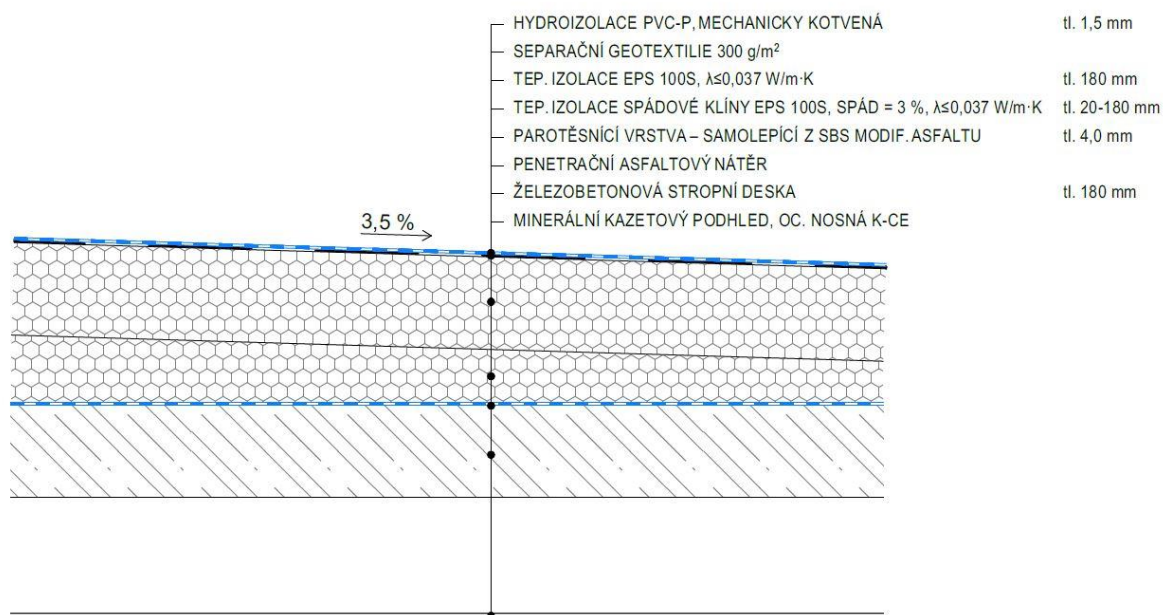 HYDROIZOLACE PVC-P, MECHANICKY KOTVENÁ tl. 1,5 mm
SEPARAČNÍ GEOTEXTILIE 300 g/m²
TEP. IZOLACE EPS 100S, λ≤0,037 W/m·K tl. 180 mm
TEP. IZOLACE SPÁDOVÉ KLÍNY EPS 100S, SPÁD = 3 %, λ≤0,037 W/m·K tl. 20-180 mm
PAROTĚSNÍCÍ VRSTVA – SAMOLEPÍCÍ Z SBS MODIF. ASFALTU tl. 4,0 mm
PENETRAČNÍ ASFALTOVÝ NÁTĚR
ŽELEZOBETONOVÁ STROPNÍ DESKA tl. 180 mm
MINERÁLNÍ KAZETOVÝ PODHLED, OC. NOSNÁ K-CE
3,5 %